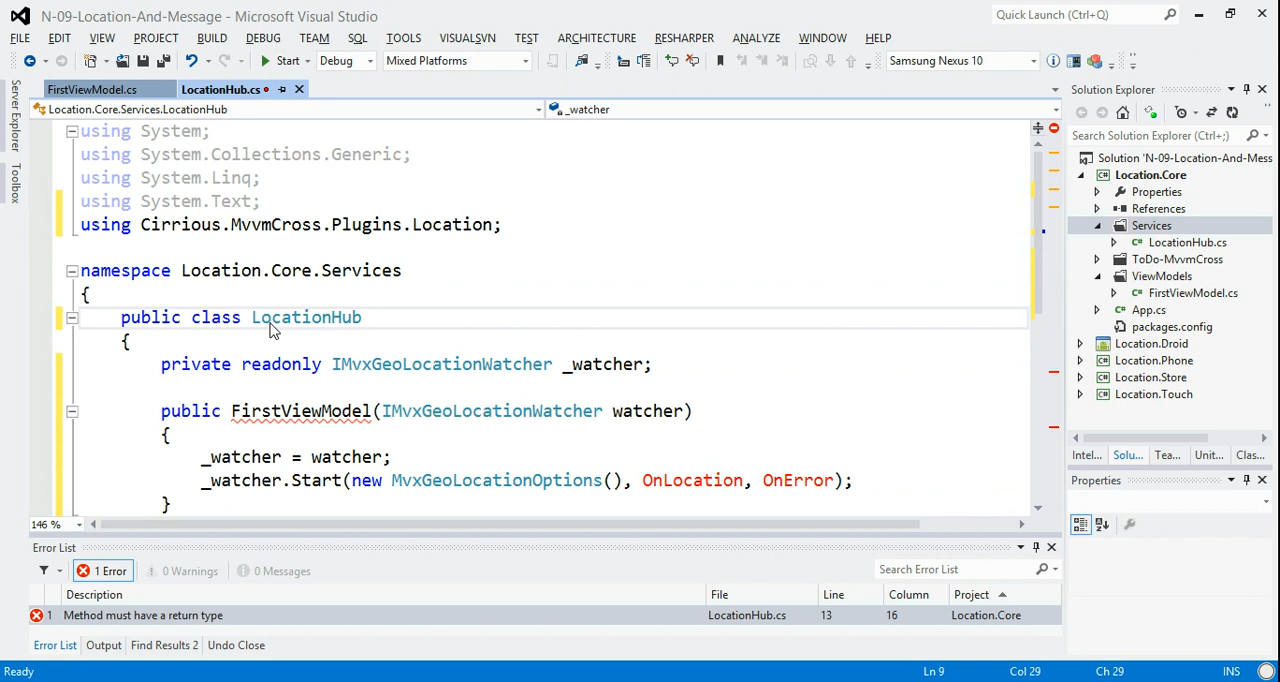 N-09-Location-And-Message - Microsoft Visual Studio
Quick Launch (Ctrl+Q)
FILE EDIT VIEW PROJECT BUILD DEBUG TEAM SQL TOOLS VISUALSVN TEST ARCHITECTURE RESHARPER ANALYZE WINDOW HELP
Start Debug Mixed Platforms Samsung Nexus 10
Server Explorer
Toolbox
FirstViewModel.cs LocationHub.cs
Location.Core.Services.LocationHub _watcher
using System;
using System.Collections.Generic;
using System.Linq;
using System.Text;
using Cirrious.MvvmCross.Plugins.Location;
namespace Location.Core.Services
{
public class LocationHub
{
private readonly IMvxGeoLocationWatcher _watcher;
public FirstViewModel(IMvxGeoLocationWatcher watcher)
{
_watcher = watcher;
_watcher.Start(new MvxGeoLocationOptions(), OnLocation, OnError);
}
146 %
Solution Explorer
Search Solution Explorer (Ctrl+;)
Solution 'N-09-Location-And-Mess
Location.Core
Properties
References
Services
LocationHub.cs
ToDo-MvvmCross
ViewModels
FirstViewModel.cs
App.cs
packages.config
Location.Droid
Location.Phone
Location.Store
Location.Touch
Intel... Solu... Tea... Unit... Clas...
Properties
Error List
1 Error 0 Warnings 0 Messages
Search Error List
Description File Line Column Project
1 Method must have a return type LocationHub.cs 13 16 Location.Core
Error List Output Find Results 2 Undo Close
Ready Ln 9 Col 29 Ch 29 INS